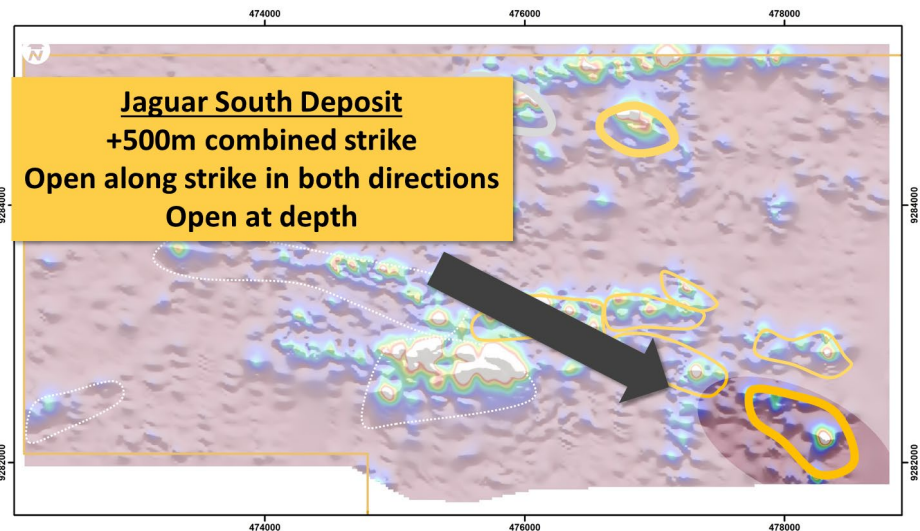 474000 476000 478000
N
Jaguar South Deposit
+500m combined strike
Open along strike in both directions
Open at depth
9284000 9284000
9282000 9282000
474000 476000 478000